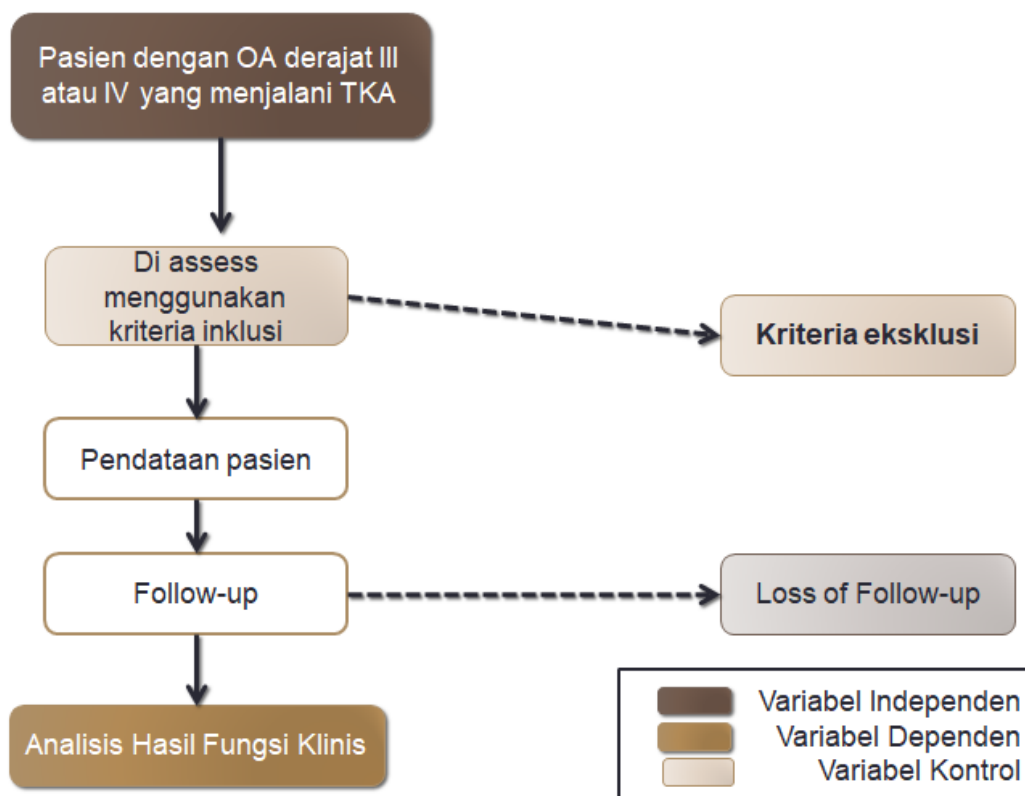 Pasien dengan OA derajat III
atau IV yang menjalani TKA
Di assess
menggunakan
kriteria inklusi
Kriteria eksklusi
Pendataan pasien
Follow-up
Loss of Follow-up
Analisis Hasil Fungsi Klinis
Variabel Independen
Variabel Dependen
Variabel Kontrol